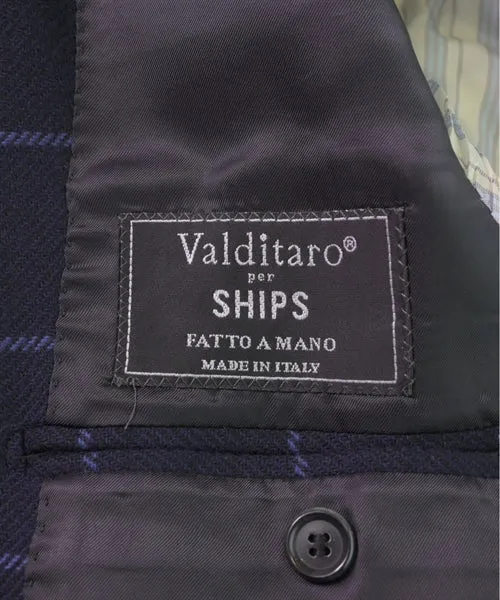 Valditaro®
per
SHIPS
FATTO A MANO
MADE IN ITALY